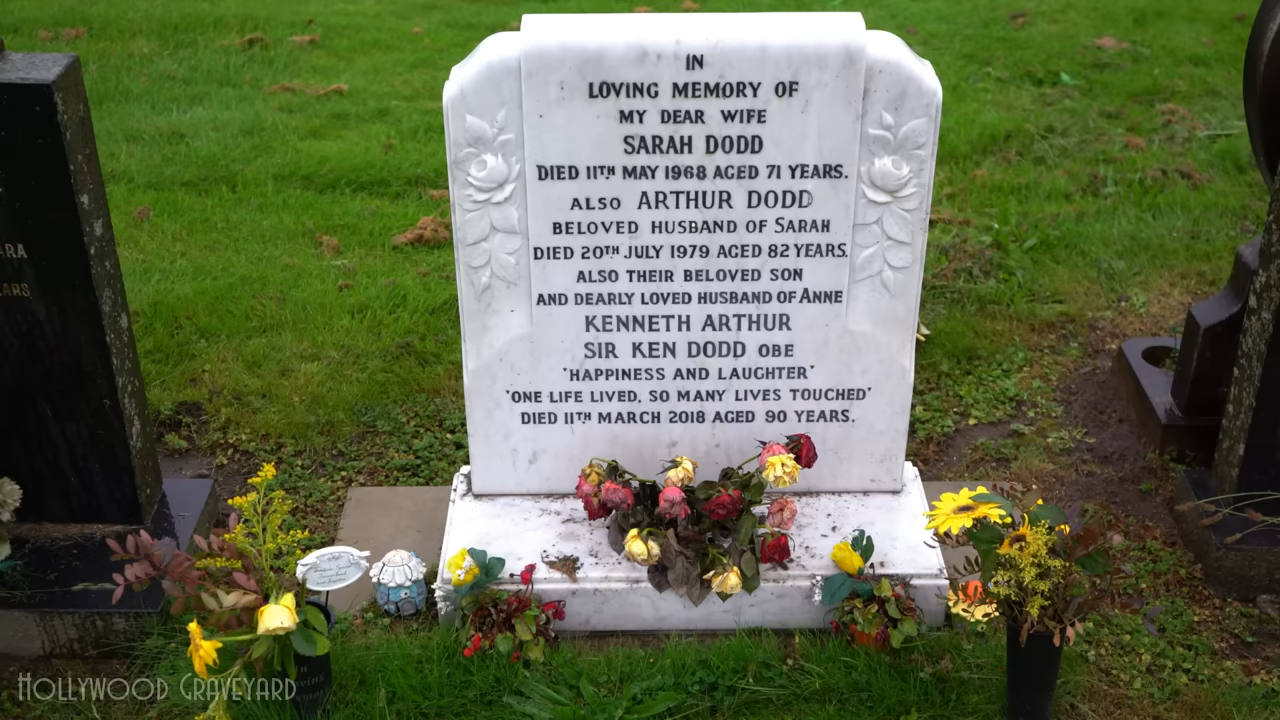 IN
LOVING MEMORY OF
MY DEAR WIFE
SARAH DODD
DIED 11TH MAY 1968 AGED 71 YEARS.
ALSO ARTHUR DODD
BELOVED HUSBAND OF SARAH
DIED 20TH JULY 1979 AGED 82 YEARS.
ALSO THEIR BELOVED SON
AND DEARLY LOVED HUSBAND OF ANNE
KENNETH ARTHUR
SIR KEN DODD OBE
'HAPPINESS AND LAUGHTER'
'ONE LIFE LIVED, SO MANY LIVES TOUCHED'
DIED 11TH MARCH 2018 AGED 90 YEARS.
HOLLYWOOD GRAVEYARD